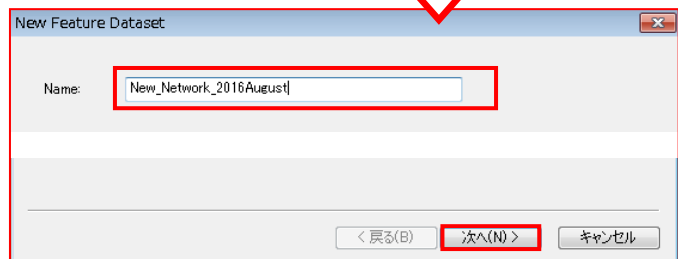 New Feature Dataset
Name: New_Network_2016August
< 戻る(B) 次へ(N) > キャンセル